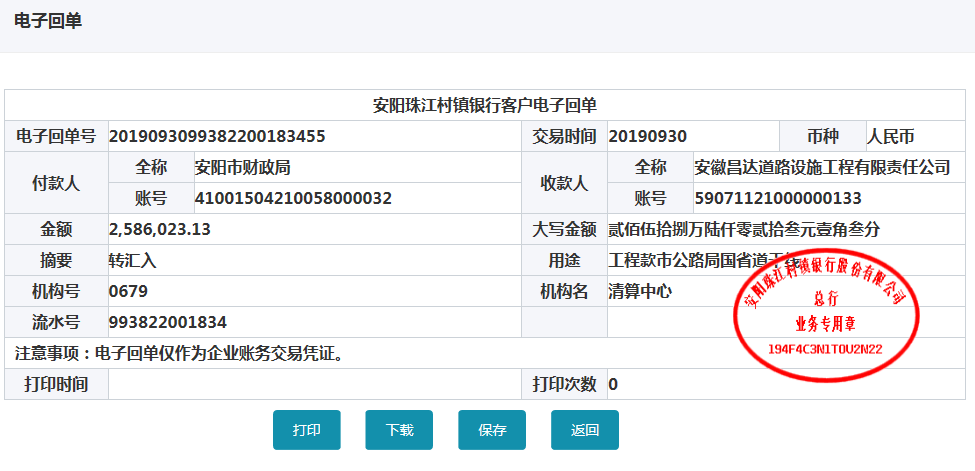 电子回单
安阳珠江村镇银行客户电子回单
电子回单号 2019093099382200183455 交易时间 20190930 币种 人民币
付款人 全称 安阳市财政局 收款人 全称 安徽昌达道路设施工程有限责任公司
账号 41001504210058000032 账号 59071121000000133
金额 2,586,023.13 大写金额 贰佰伍拾捌万陆仟零贰拾叁元壹角叁分
摘要 转汇入 用途 工程款市公路局国省道干线
机构号 0679 机构名 清算中心
流水号 993822001834
注意事项：电子回单仅作为企业账务交易凭证。
打印时间 打印次数 0
安阳珠江村镇银行股份有限公司
总行
业务专用章
194F4C3N1T0U2N22
打印 下载 保存 返回